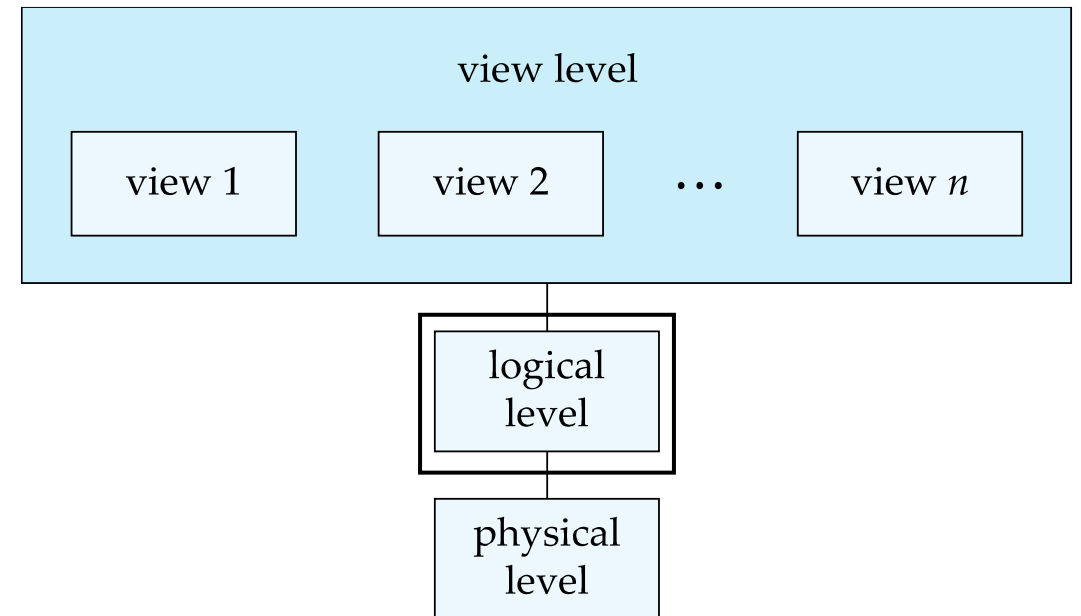 view level
view 1
view 2
...
view n
logical
level
physical
level